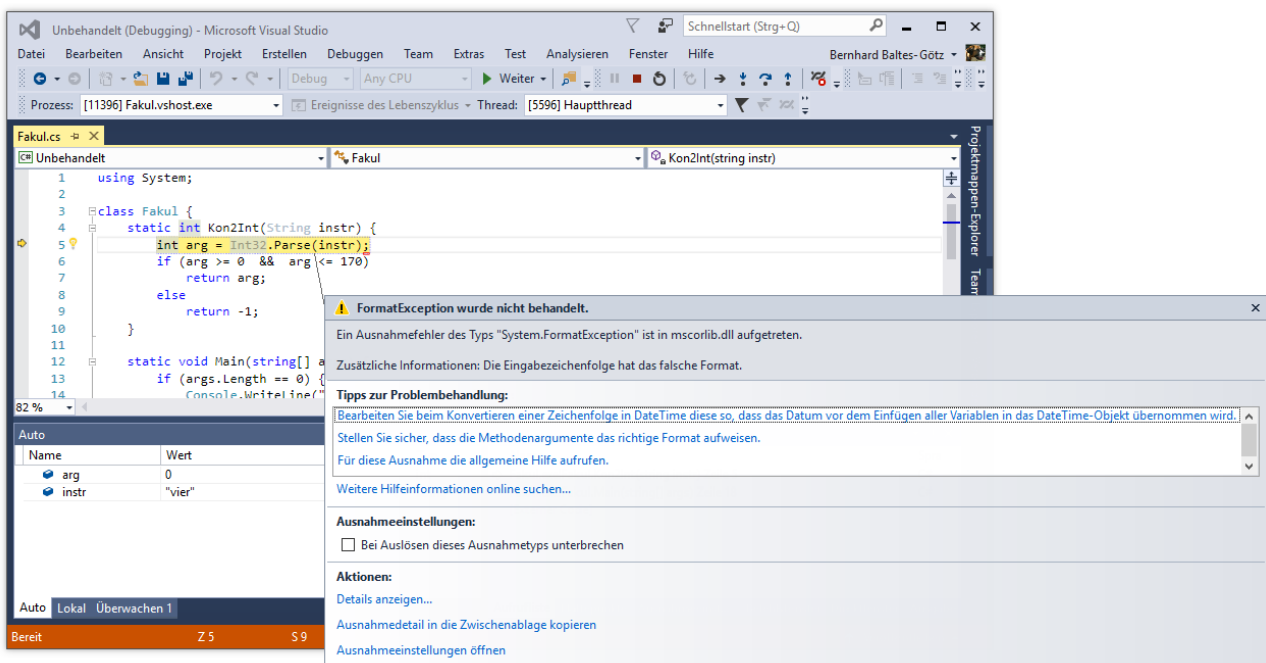 Unbehandelt (Debugging) - Microsoft Visual Studio
Schnellstart (Strg+Q)
Datei Bearbeiten Ansicht Projekt Erstellen Debuggen Team Extras Test Analysieren Fenster Hilfe Bernhard Baltes-Götz
Debug Any CPU Weiter
Prozess: [11396] Fakul.vshost.exe Ereignisse des Lebenszyklus Thread: [5596] Hauptthread
Fakul.cs
C# Unbehandelt Fakul Kon2Int(string instr)
1 using System;
2
3 class Fakul {
4 static int Kon2Int(String instr) {
5 int arg = Int32.Parse(instr);
6 if (arg >= 0 && arg <= 170)
7 return arg;
8 else
9 return -1;
10 }
11
12 static void Main(string[] a
13 if (args.Length == 0) {
14 Console.WriteLine("
82 %
Projektmappen-Explorer
Team
Auto
Name Wert
arg 0
instr "vier"
Auto Lokal Überwachen 1
Bereit Z 5 S 9
FormatException wurde nicht behandelt.
Ein Ausnahmefehler des Typs "System.FormatException" ist in mscorlib.dll aufgetreten.
Zusätzliche Informationen: Die Eingabezeichenfolge hat das falsche Format.
Tipps zur Problembehandlung:
Bearbeiten Sie beim Konvertieren einer Zeichenfolge in DateTime diese so, dass das Datum vor dem Einfügen aller Variablen in das DateTime-Objekt übernommen wird.
Stellen Sie sicher, dass die Methodenargumente das richtige Format aufweisen.
Für diese Ausnahme die allgemeine Hilfe aufrufen.
Weitere Hilfeinformationen online suchen...
Ausnahmeeinstellungen:
Bei Auslösen dieses Ausnahmetyps unterbrechen
Aktionen:
Details anzeigen...
Ausnahmedetail in die Zwischenablage kopieren
Ausnahmeeinstellungen öffnen